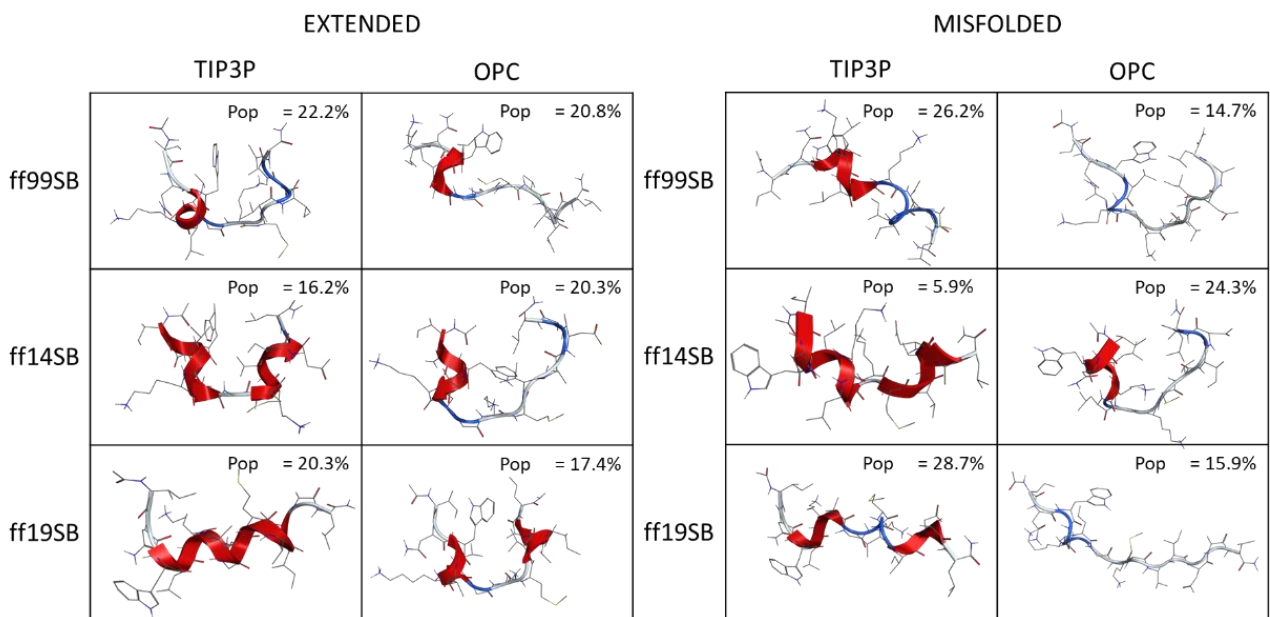 EXTENDED MISFOLDED
TIP3P OPC TIP3P OPC
Pop = 22.2% Pop = 20.8% Pop = 26.2% Pop = 14.7%
ff99SB ff99SB
Pop = 16.2% Pop = 20.3% Pop = 5.9% Pop = 24.3%
ff14SB ff14SB
Pop = 20.3% Pop = 17.4% Pop = 28.7% Pop = 15.9%
ff19SB ff19SB